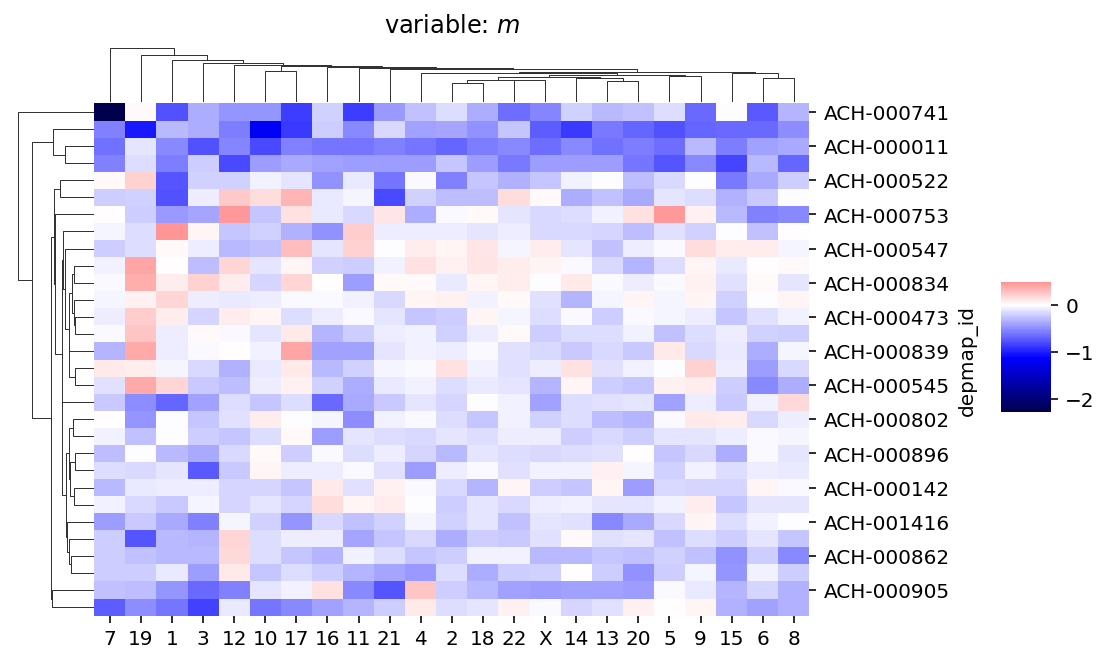 variable: m
ACH-000741
ACH-000011
ACH-000522
ACH-000753
ACH-000547
ACH-000834
ACH-000473
ACH-000839
ACH-000545
ACH-000802
ACH-000896
ACH-000142
ACH-001416
ACH-000862
ACH-000905
depmap_id
0
−1
−2
7 19 1 3 12 10 17 16 11 21 4 2 18 22 X 14 13 20 5 9 15 6 8